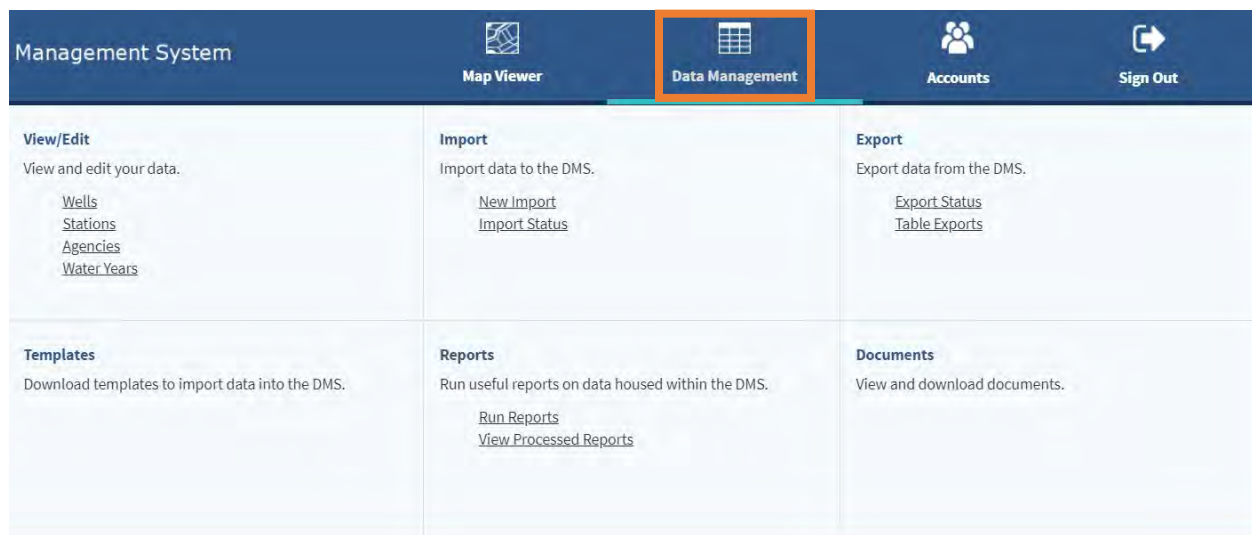 Management System
Map Viewer
Data Management
Accounts
Sign Out
View/Edit
View and edit your data.
Wells
Stations
Agencies
Water Years
Import
Import data to the DMS.
New Import
Import Status
Export
Export data from the DMS.
Export Status
Table Exports
Templates
Download templates to import data into the DMS.
Reports
Run useful reports on data housed within the DMS.
Run Reports
View Processed Reports
Documents
View and download documents.